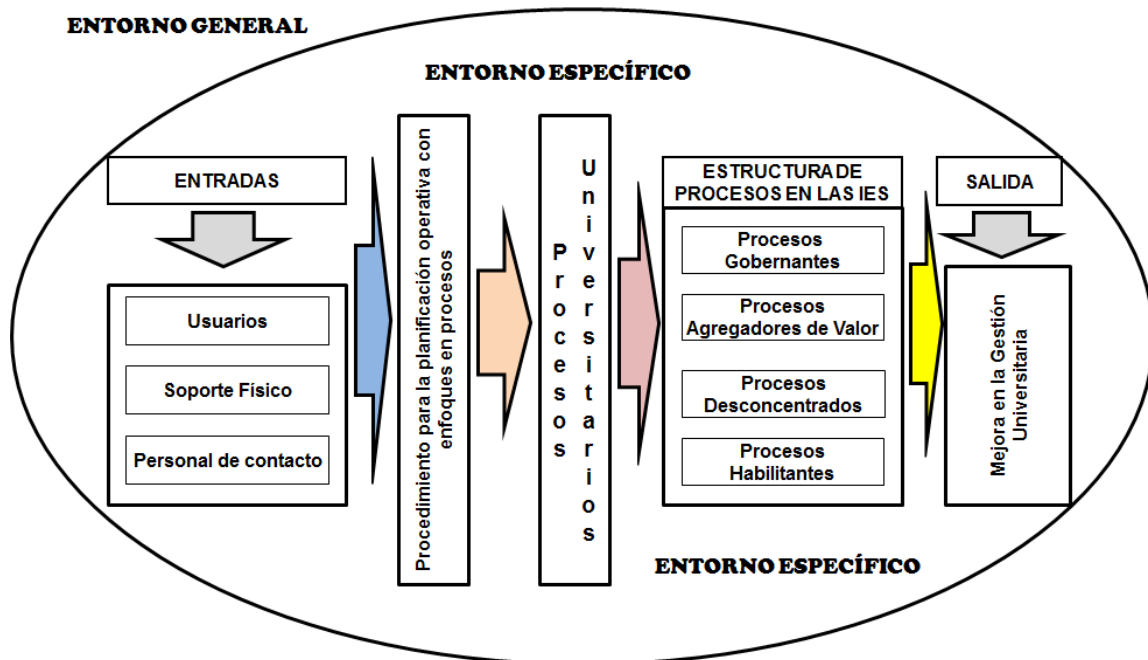 ENTORNO GENERAL
ENTORNO ESPECÍFICO
ENTRADAS
Usuarios
Soporte Físico
Personal de contacto
Procedimiento para la planificación operativa con
enfoques en procesos
Procesos
Universitarios
ESTRUCTURA DE
PROCESOS EN LAS IES
Procesos
Gobernantes
Procesos
Agregadores de Valor
Procesos
Desconcentrados
Procesos
Habilitantes
SALIDA
Mejora en la Gestión
Universitaria
ENTORNO ESPECÍFICO